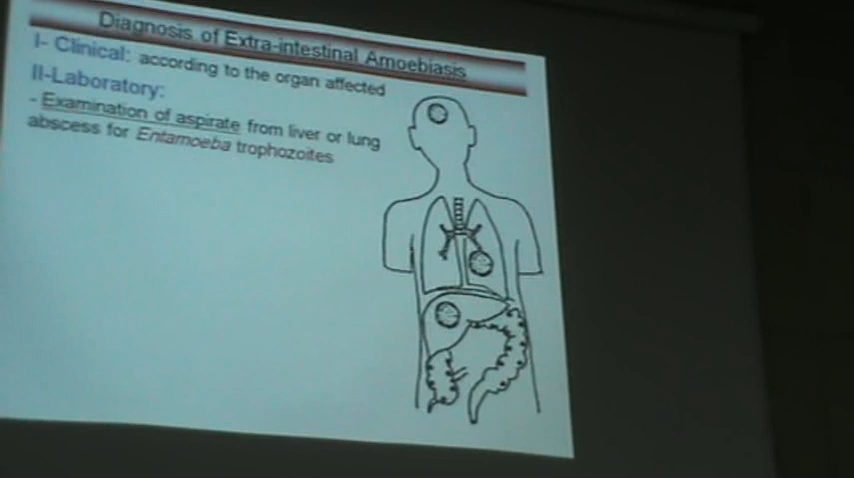 Diagnosis of Extra-intestinal Amoebiasis
I- Clinical: according to the organ affected
II-Laboratory:
- Examination of aspirate from liver or lung
abscess for Entamoeba trophozoites